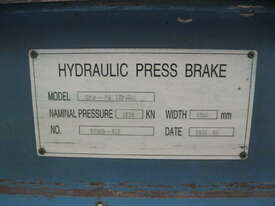 HYDRAULIC PRESS BRAKE
MODEL
NAMINAL PRESSURE KN WIDTH mm
NO. DATE